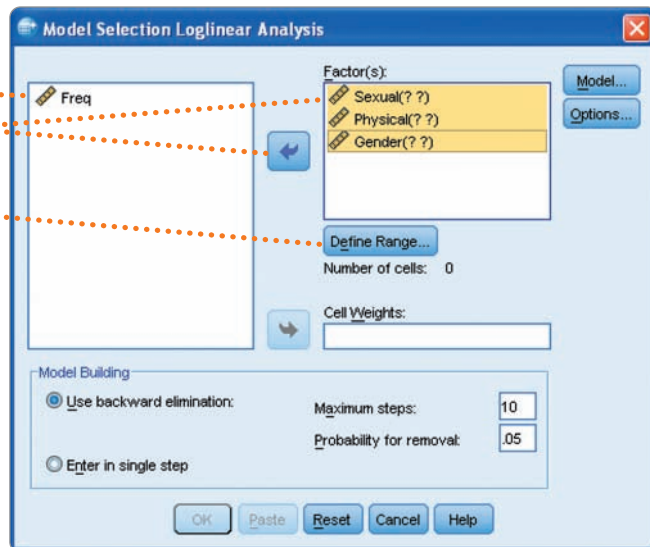 Model Selection Loglinear Analysis
Factor(s):
Freq
Sexual(? ?)
Physical(? ?)
Gender(? ?)
Model...
Options...
Define Range...
Number of cells: 0
Cell Weights:
Model Building
Use backward elimination:
Maximum steps: 10
Probability for removal: .05
Enter in single step
OK Paste Reset Cancel Help